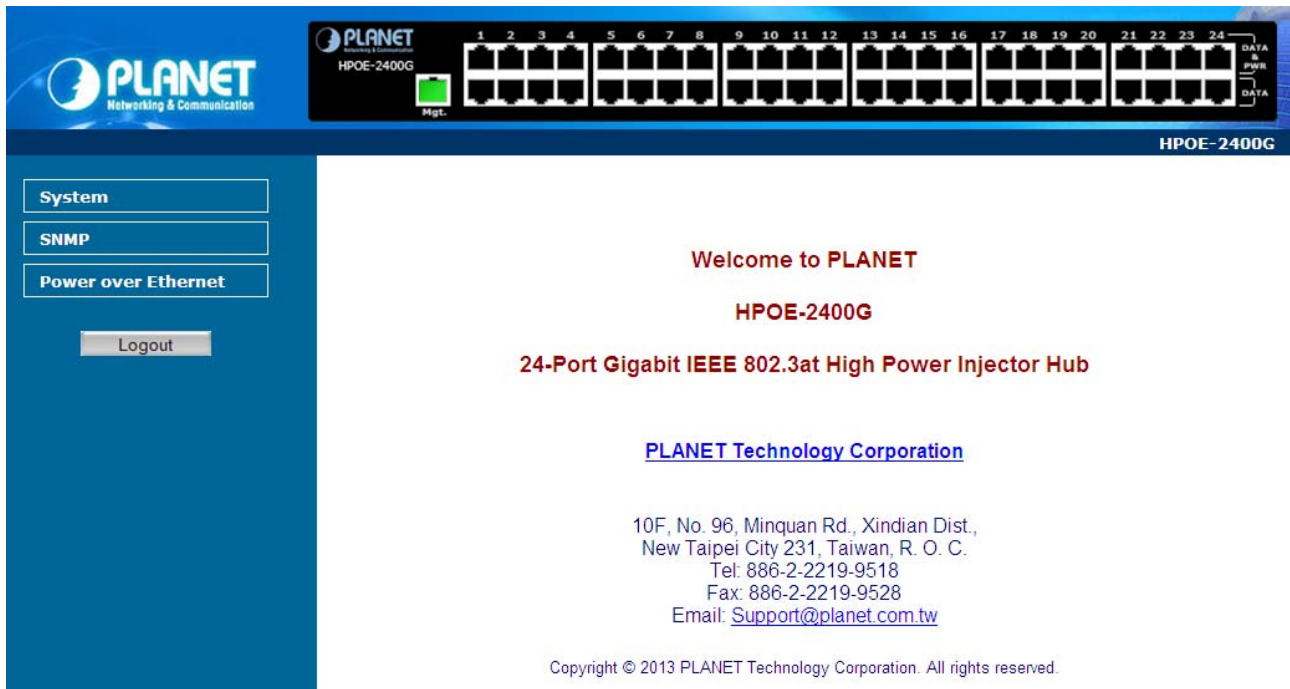 PLANET
Networking & Communication
PLANET
Networking & Communication
HPOE-2400G
Mgt.
1 2 3 4 5 6 7 8 9 10 11 12 13 14 15 16 17 18 19 20 21 22 23 24
DATA
&
PWR
DATA
HPOE-2400G
System
SNMP
Power over Ethernet
Logout
Welcome to PLANET
HPOE-2400G
24-Port Gigabit IEEE 802.3at High Power Injector Hub
PLANET Technology Corporation
10F, No. 96, Minquan Rd., Xindian Dist.,
New Taipei City 231, Taiwan, R. O. C.
Tel: 886-2-2219-9518
Fax: 886-2-2219-9528
Email: Support@planet.com.tw
Copyright © 2013 PLANET Technology Corporation. All rights reserved.